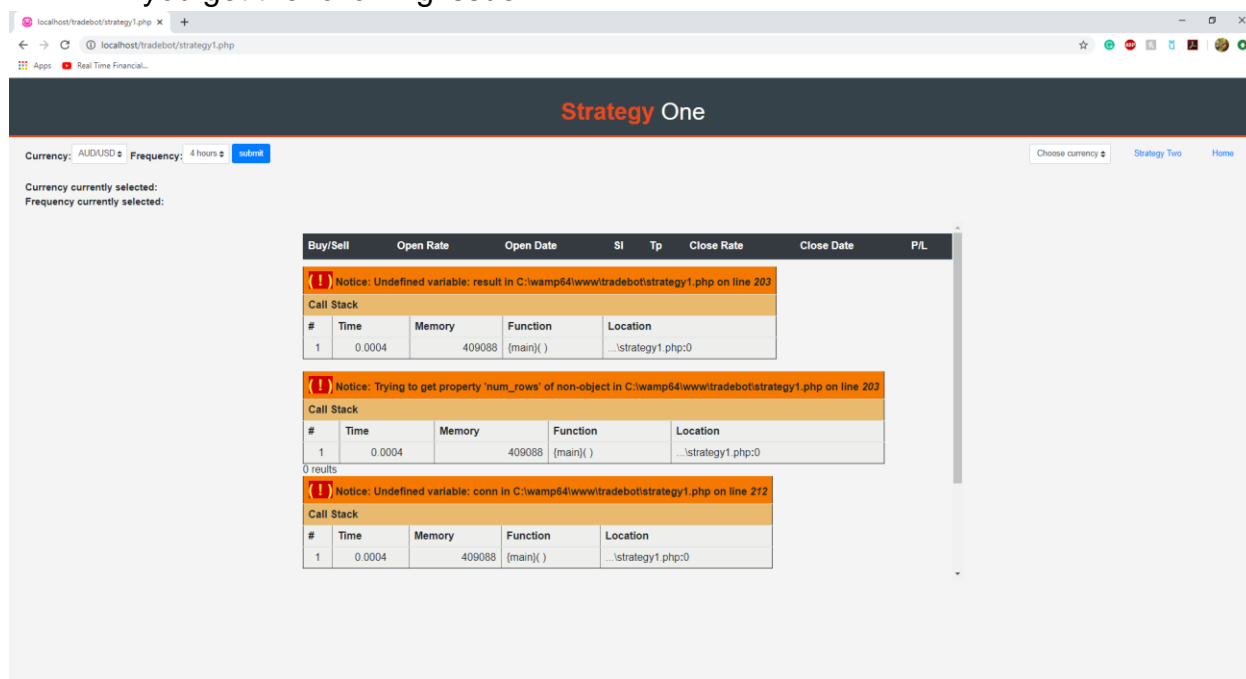 you get the following issue
localhost/tradebot/strategy1.php
localhost/tradebot/strategy1.php
Apps Real Time Financial...
Strategy One
Currency: AUD/USD Frequency: 4 hours submit Choose currency Strategy Two Home
Currency currently selected:
Frequency currently selected:
Buy/Sell Open Rate Open Date Sl Tp Close Rate Close Date P/L
( ! ) Notice: Undefined variable: result in C:\wamp64\www\tradebot\strategy1.php on line 203
Call Stack
# Time Memory Function Location
1 0.0004 409088 {main}( ) ...\strategy1.php:0
( ! ) Notice: Trying to get property 'num_rows' of non-object in C:\wamp64\www\tradebot\strategy1.php on line 203
Call Stack
# Time Memory Function Location
1 0.0004 409088 {main}( ) ...\strategy1.php:0
0 reults
( ! ) Notice: Undefined variable: conn in C:\wamp64\www\tradebot\strategy1.php on line 212
Call Stack
# Time Memory Function Location
1 0.0004 409088 {main}( ) ...\strategy1.php:0